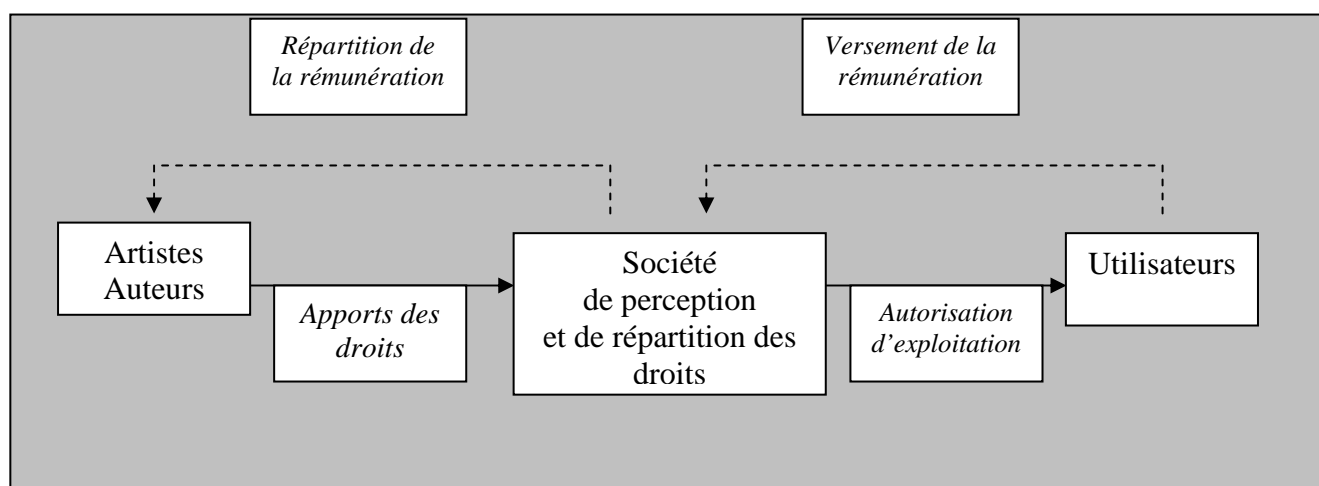 Répartition de
la rémunération
Versement de la
rémunération
Artistes
Auteurs
Apports des
droits
Société
de perception
et de répartition des
droits
Autorisation
d’exploitation
Utilisateurs